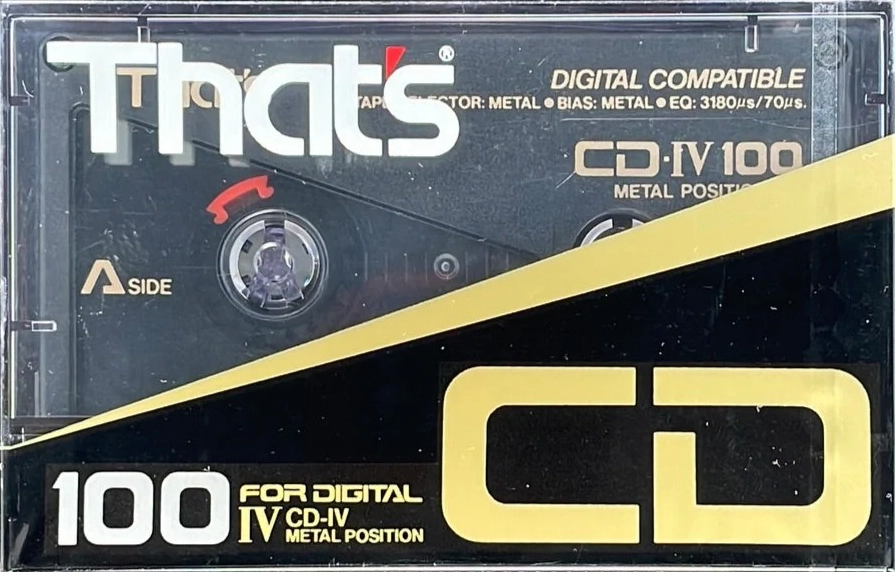 That's®
That's
DIGITAL COMPATIBLE
TAPE SELECTOR: METAL ● BIAS: METAL ● EQ: 3180µs/70µs.
CD·IV 100
METAL POSITION
A SIDE
CD
100 FOR DIGITAL
IV CD-IV
METAL POSITION